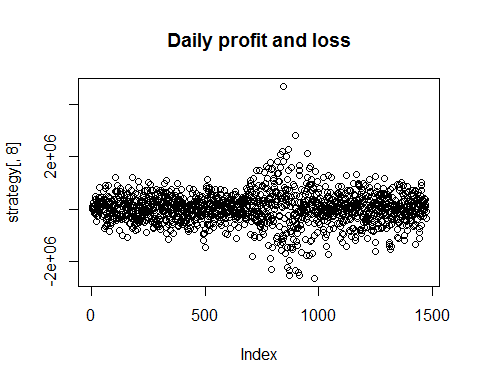 Daily profit and loss
strategy[, 8]
2e+06
-2e+06
0
500
1000
1500
Index